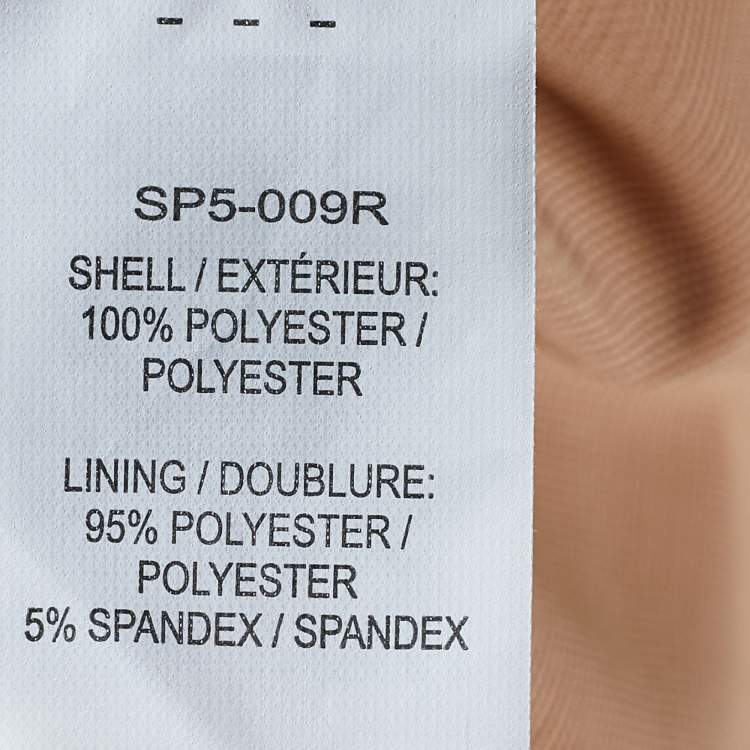 - - -
SP5-009R
SHELL / EXTÉRIEUR:
100% POLYESTER /
POLYESTER
LINING / DOUBLURE:
95% POLYESTER /
POLYESTER
5% SPANDEX / SPANDEX